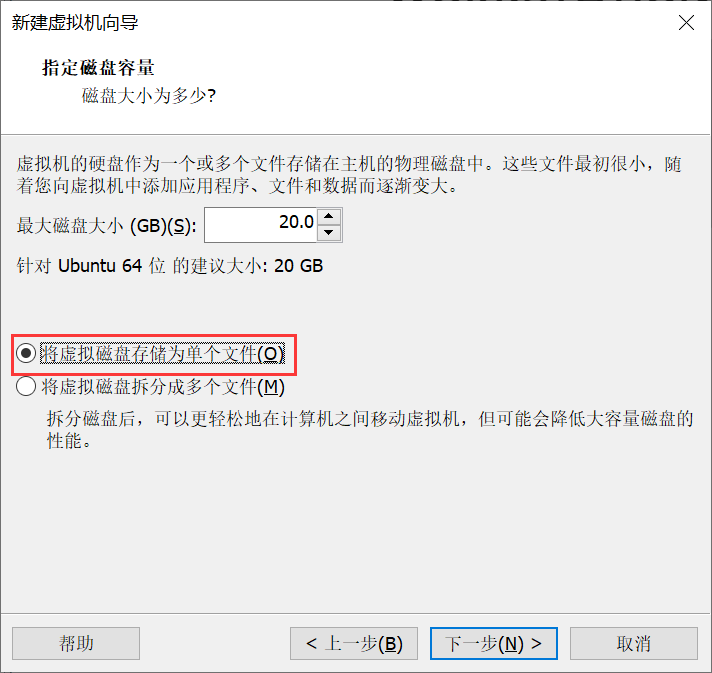 新建虚拟机向导
指定磁盘容量
磁盘大小为多少?
虚拟机的硬盘作为一个或多个文件存储在主机的物理磁盘中。这些文件最初很小，随
着您向虚拟机中添加应用程序、文件和数据而逐渐变大。
最大磁盘大小 (GB)(S): 20.0
针对 Ubuntu 64 位 的建议大小: 20 GB
将虚拟磁盘存储为单个文件(O)
将虚拟磁盘拆分成多个文件(M)
拆分磁盘后，可以更轻松地在计算机之间移动虚拟机，但可能会降低大容量磁盘的
性能。
帮助 < 上一步(B) 下一步(N) > 取消